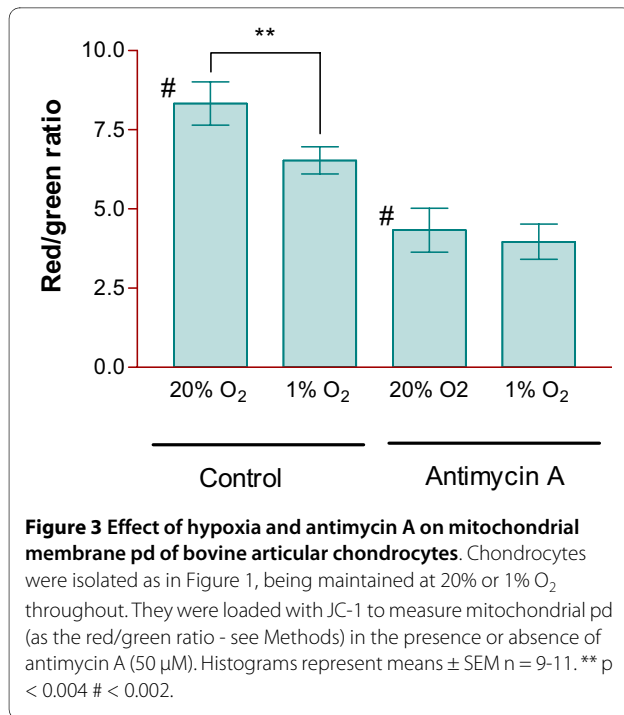 10.0
**
#
7.5
#
5.0
2.5
0.0
Red/green ratio
20% O₂ 1% O₂ 20% O2 1% O₂
Control Antimycin A
Figure 3 Effect of hypoxia and antimycin A on mitochondrial
membrane pd of bovine articular chondrocytes. Chondrocytes
were isolated as in Figure 1, being maintained at 20% or 1% O₂
throughout. They were loaded with JC-1 to measure mitochondrial pd
(as the red/green ratio - see Methods) in the presence or absence of
antimycin A (50 μM). Histograms represent means ± SEM n = 9-11. ** p
< 0.004 # < 0.002.